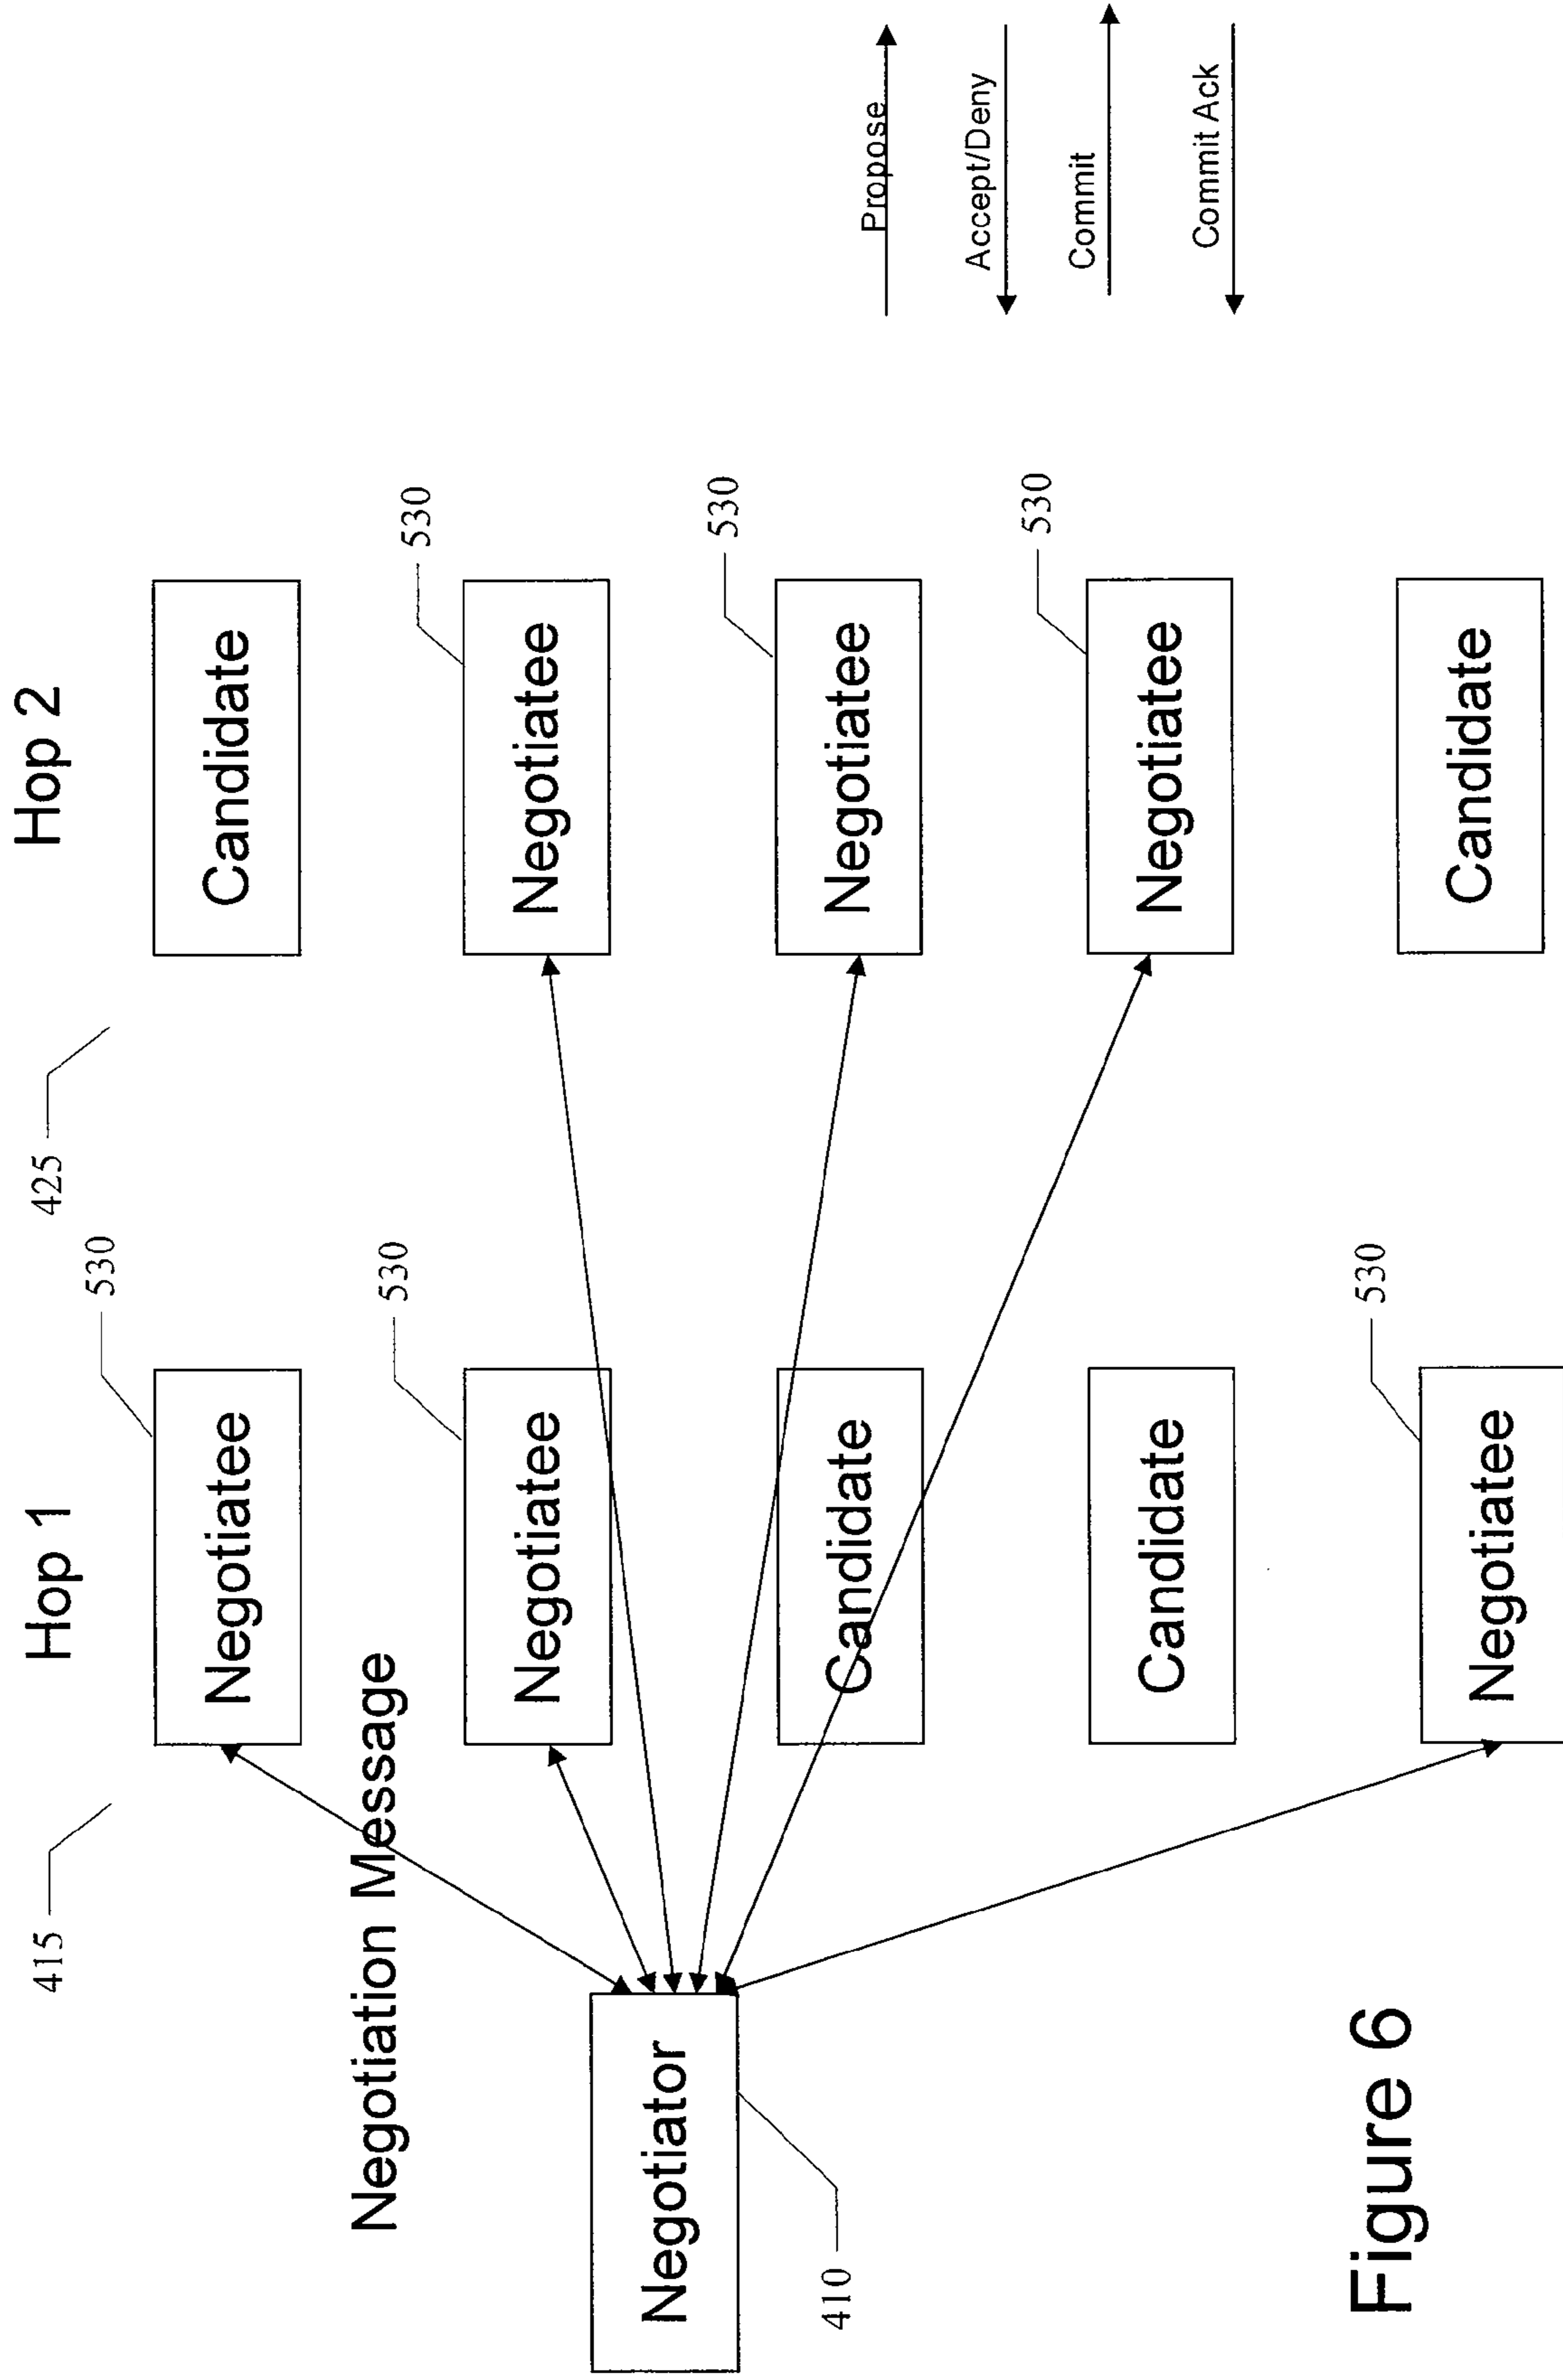 Hop 1
Hop 2
415
425
530
Negotiatee
Candidate
Negotiation Message
530
Negotiatee
530
Negotiatee
Negotiator
410
Candidate
530
Negotiatee
Candidate
530
Negotiatee
530
Negotiatee
Candidate
Propose
Accept/Deny
Commit
Commit Ack
Figure 6